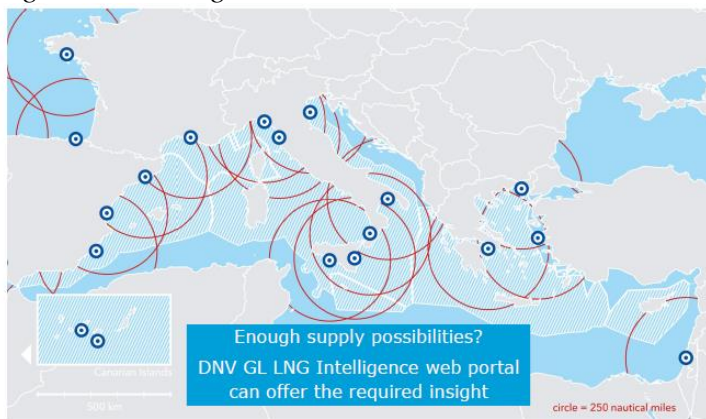 Enough supply possibilities?
DNV GL LNG Intelligence web portal
can offer the required insight
Canarian Islands
500 km
circle = 250 nautical miles